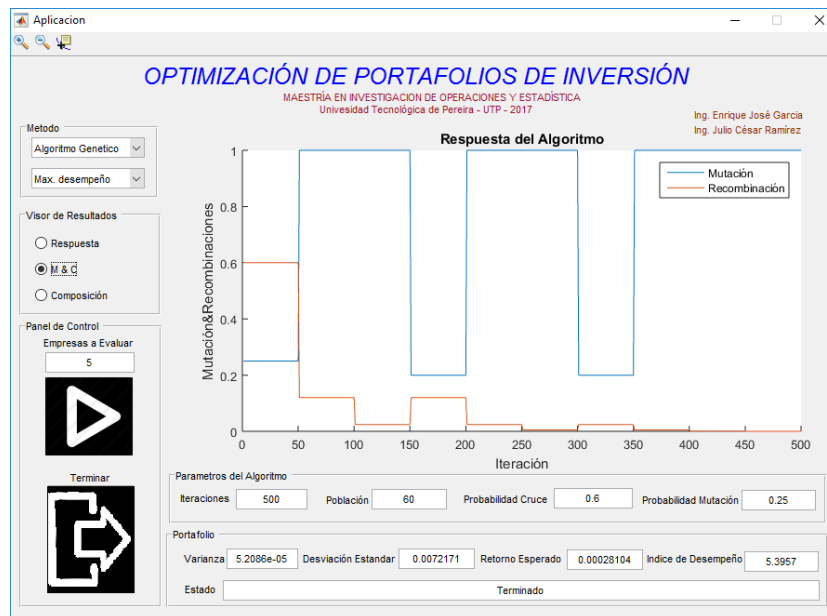 Aplicacion
OPTIMIZACIÓN DE PORTAFOLIOS DE INVERSIÓN
MAESTRÍA EN INVESTIGACION DE OPERACIONES Y ESTADÍSTICA
Univesidad Tecnológica de Pereira - UTP - 2017
Ing. Enrique José Garcia
Ing. Julio César Ramírez
Metodo
Algoritmo Genetico
Max. desempeño
Visor de Resultados
Respuesta
M & C
Composición
Panel de Control
Empresas a Evaluar
5
Terminar
Respuesta del Algoritmo
Mutación
Recombinación
Mutación&Recombinaciones
1
0.8
0.6
0.4
0.2
0
0 50 100 150 200 250 300 350 400 450 500
Iteración
Parametros del Algoritmo
Iteraciones 500 Población 60 Probabilidad Cruce 0.6 Probabilidad Mutación 0.25
Portafolio
Varianza 5.2086e-05 Desviación Estandar 0.0072171 Retorno Esperado 0.00028104 Indice de Desempeño 5.3957
Estado Terminado